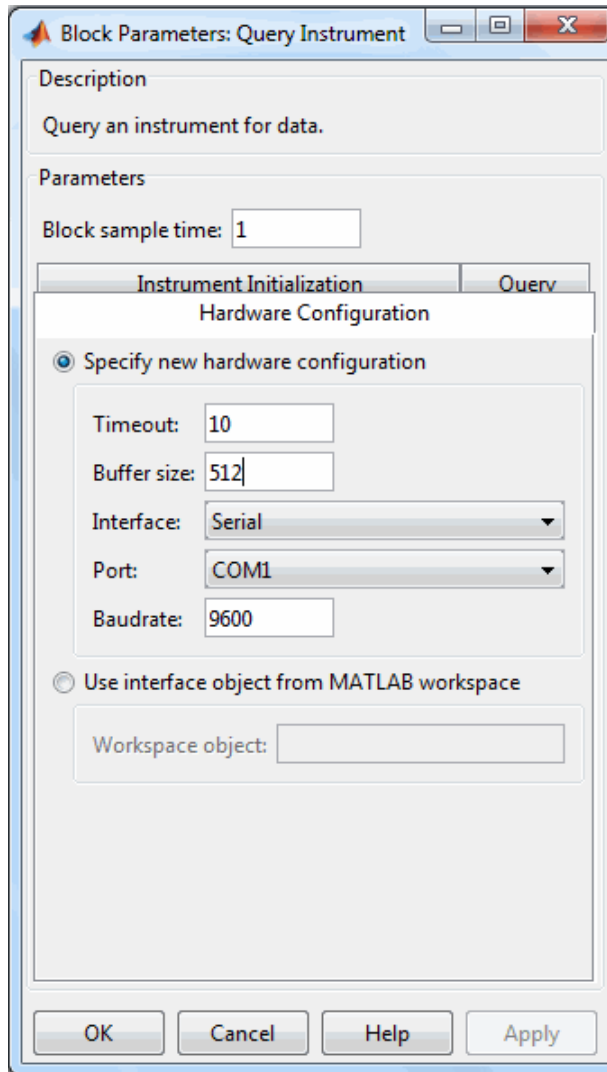 Block Parameters: Query Instrument
Description
Query an instrument for data.
Parameters
Block sample time: 1
Instrument Initialization Query
Hardware Configuration
Specify new hardware configuration
Timeout: 10
Buffer size: 512
Interface: Serial
Port: COM1
Baudrate: 9600
Use interface object from MATLAB workspace
Workspace object:
OK Cancel Help Apply